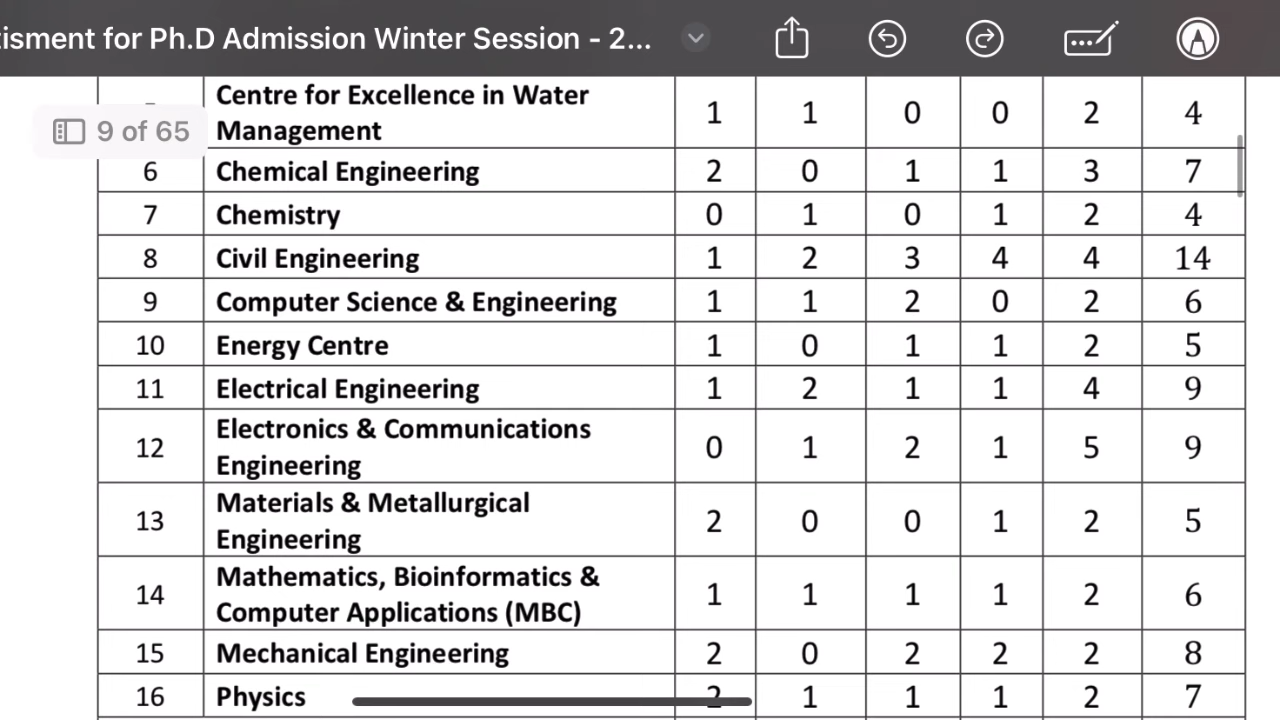 tisment for Ph.D Admission Winter Session - 2...
9 of 65
Centre for Excellence in Water Management 1 1 0 0 2 4
6 Chemical Engineering 2 0 1 1 3 7
7 Chemistry 0 1 0 1 2 4
8 Civil Engineering 1 2 3 4 4 14
9 Computer Science & Engineering 1 1 2 0 2 6
10 Energy Centre 1 0 1 1 2 5
11 Electrical Engineering 1 2 1 1 4 9
12 Electronics & Communications Engineering 0 1 2 1 5 9
13 Materials & Metallurgical Engineering 2 0 0 1 2 5
14 Mathematics, Bioinformatics & Computer Applications (MBC) 1 1 1 1 2 6
15 Mechanical Engineering 2 0 2 2 2 8
16 Physics 2 1 1 1 2 7